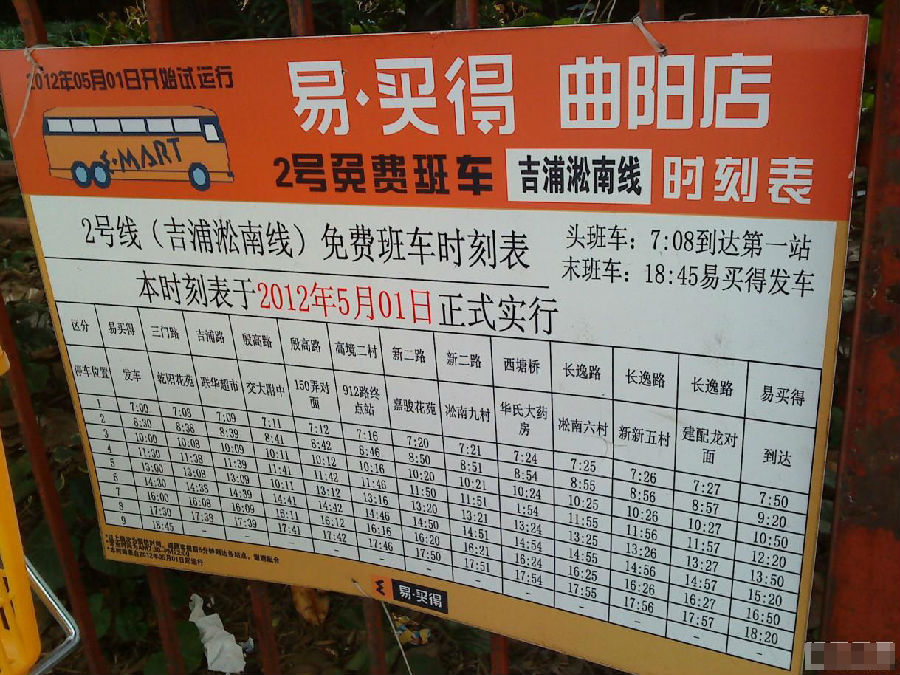 2012年05月01日开始试运行
易·买得 曲阳店
E-MART
2号免费班车 吉浦淞南线 时刻表
2号线（吉浦淞南线）免费班车时刻表
头班车：7:08到达第一站
末班车：18:45易买得发车
本时刻表于2012年5月01日正式实行
区分 易买得 三门路 吉浦路 殷高路 殷高路 高境二村 新二路 新二路 西塘桥 长逸路 长逸路 长逸路 易买得
停车位置 发车 皖阳花苑 联华超市 交大附中 150弄对面 912路终点站 嘉骏花苑 淞南九村 华氏大药房 淞南六村 新新五村 建配龙对面 到达
1 7:00 7:08 7:09 7:11 7:12 7:16 7:20 7:21 7:24 7:25 7:26 7:27 7:50
2 8:30 8:38 8:39 8:41 8:42 8:46 8:50 8:51 8:54 8:55 8:56 8:57 9:20
3 10:00 10:08 10:09 10:11 10:12 10:16 10:20 10:21 10:24 10:25 10:26 10:27 10:50
4 11:30 11:38 11:39 11:41 11:42 11:46 11:50 11:51 1:54 11:55 11:56 11:57 12:20
5 13:00 13:08 13:09 10:11 13:12 13:16 13:20 13:21 13:24 13:25 13:26 13:27 13:50
6 14:30 14:38 14:39 14:41 14:42 14:46 14:50 14:51 14:54 14:55 14:56 14:57 15:20
7 16:00 16:08 16:09 16:11 16:12 16:16 16:20 16:21 16:24 16:25 16:26 16:27 16:50
8 17:30 17:38 17:39 17:41 17:42 17:46 17:50 17:51 17:54 17:55 17:56 17:57 18:20
9 18:45 - - - - - - - - - - - -
易·买得